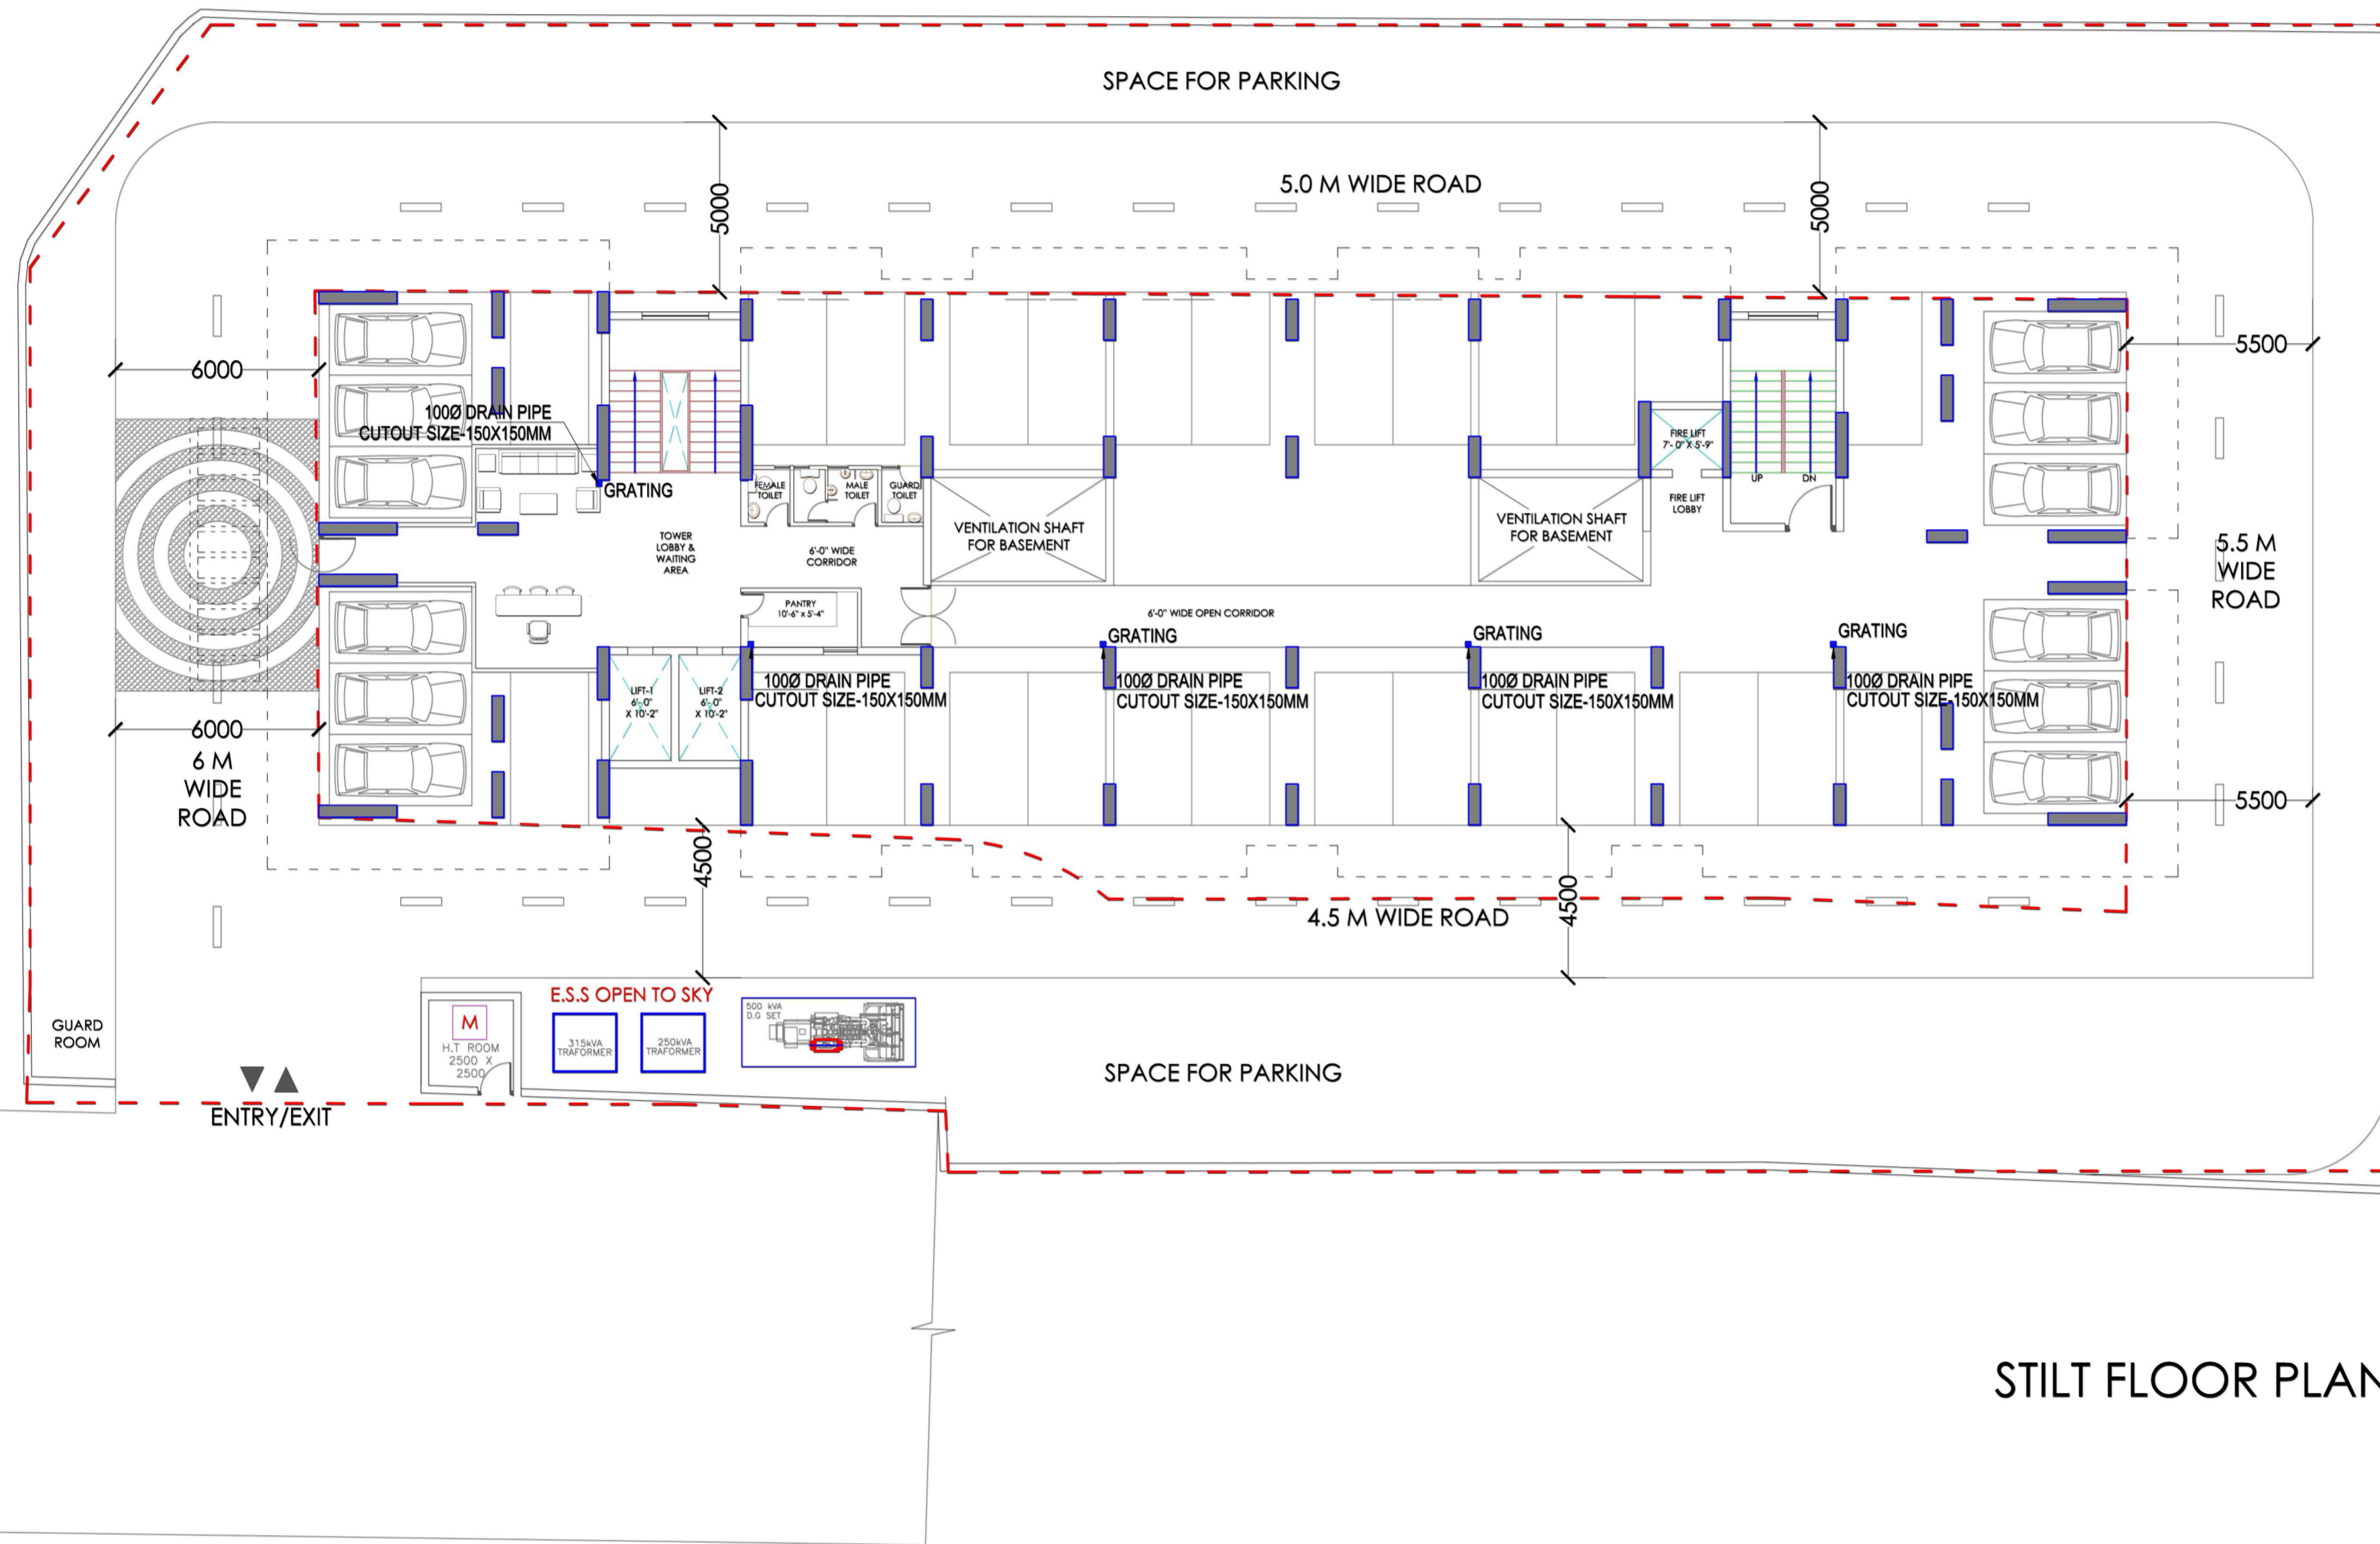 SPACE FOR PARKING
5.0 M WIDE ROAD
5000
5000
6000
5500
100Ø DRAIN PIPE
CUTOUT SIZE-150X150MM
GRATING
FEMALE
TOILET
MALE
TOILET
GUARD
TOILET
FIRE LIFT
7'- 0" X 5'-9"
UP
DN
FIRE LIFT
LOBBY
VENTILATION SHAFT
FOR BASEMENT
VENTILATION SHAFT
FOR BASEMENT
TOWER
LOBBY &
WAITING
AREA
6'-0" WIDE
CORRIDOR
5.5 M
WIDE
ROAD
PANTRY
10'-6" x 5'-4"
6'-0" WIDE OPEN CORRIDOR
GRATING
GRATING
GRATING
LIFT-1
6'-0"
X 10'-2"
LIFT-2
6'-0"
X 10'-2"
100Ø DRAIN PIPE
CUTOUT SIZE-150X150MM
100Ø DRAIN PIPE
CUTOUT SIZE-150X150MM
100Ø DRAIN PIPE
CUTOUT SIZE-150X150MM
100Ø DRAIN PIPE
CUTOUT SIZE-150X150MM
6000
6 M
WIDE
ROAD
5500
4500
4500
4.5 M WIDE ROAD
E.S.S OPEN TO SKY
M
H.T ROOM
2500 X
2500
315kVA
TRAFORMER
250kVA
TRAFORMER
500 kVA
D.G SET
GUARD
ROOM
SPACE FOR PARKING
ENTRY/EXIT
STILT FLOOR PLAN